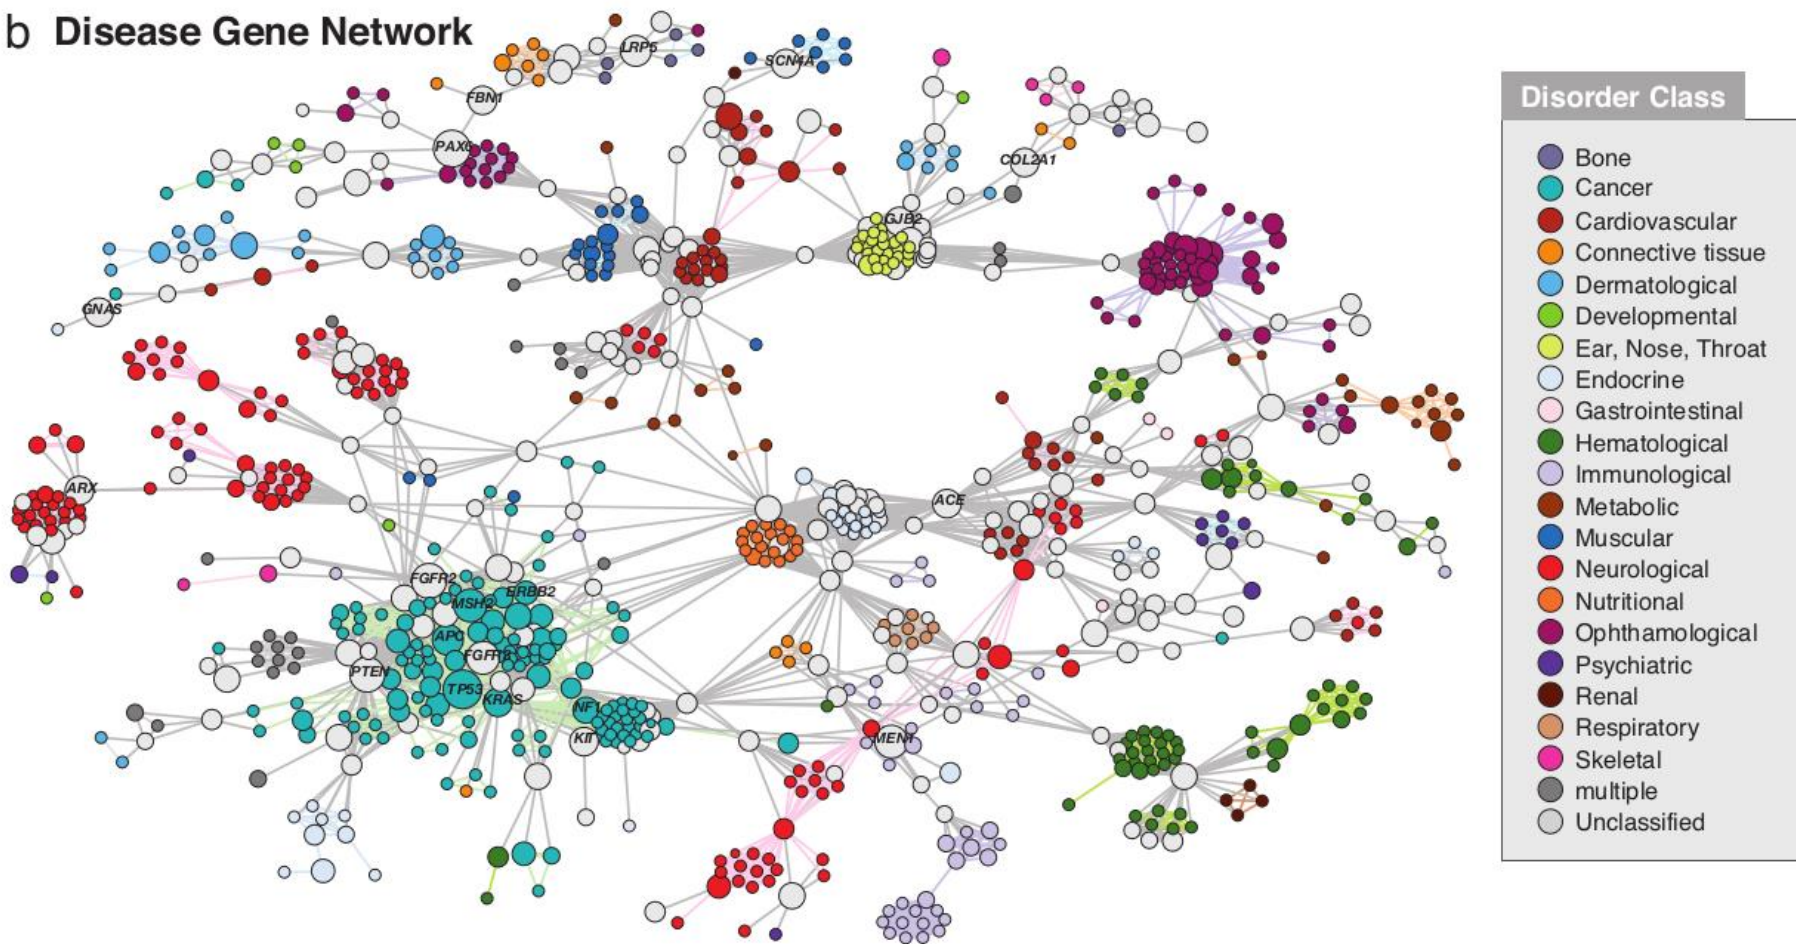 b Disease Gene Network
LRP5
SCN4A
FBN1
PAX6
COL2A1
GJB2
GNAS
ARX
ACE
FGFR2
MSH2
ERBB2
APC
PTEN
TP53
KRAS
NF1
KIT
MEN1
Disorder Class
Bone
Cancer
Cardiovascular
Connective tissue
Dermatological
Developmental
Ear, Nose, Throat
Endocrine
Gastrointestinal
Hematological
Immunological
Metabolic
Muscular
Neurological
Nutritional
Ophthamological
Psychiatric
Renal
Respiratory
Skeletal
multiple
Unclassified